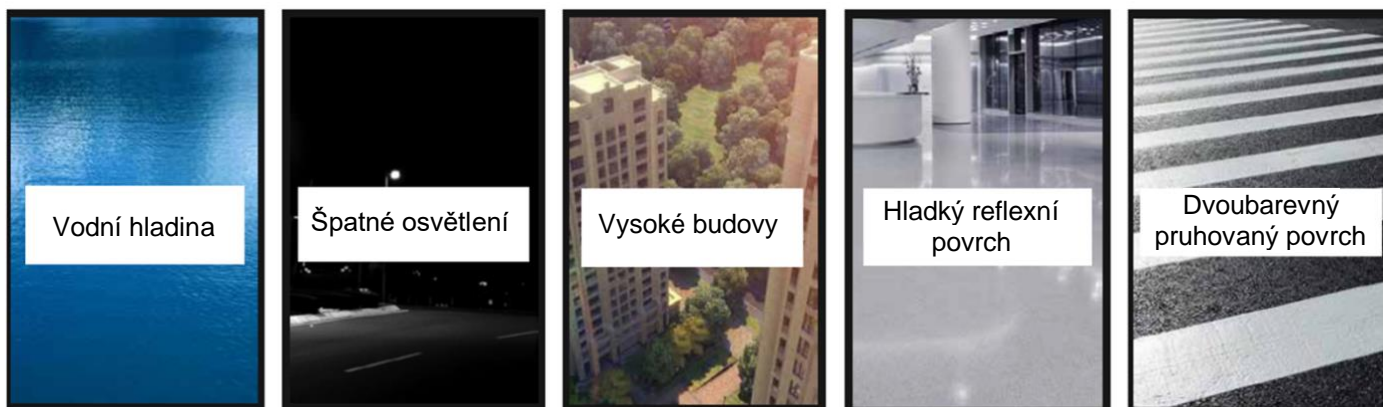 Vodní hladina
Špatné osvětlení
Vysoké budovy
Hladký reflexní
povrch
Dvoubarevný
pruhovaný povrch